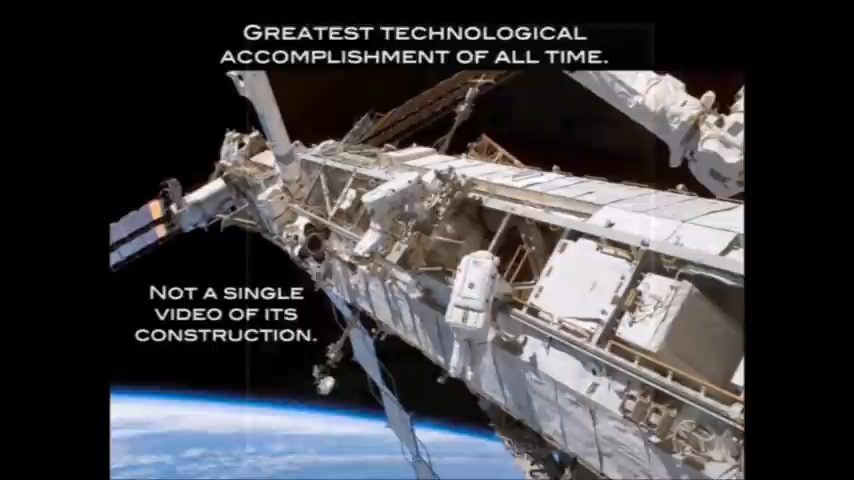 Greatest technological
accomplishment of all time.
Not a single
video of its
construction.